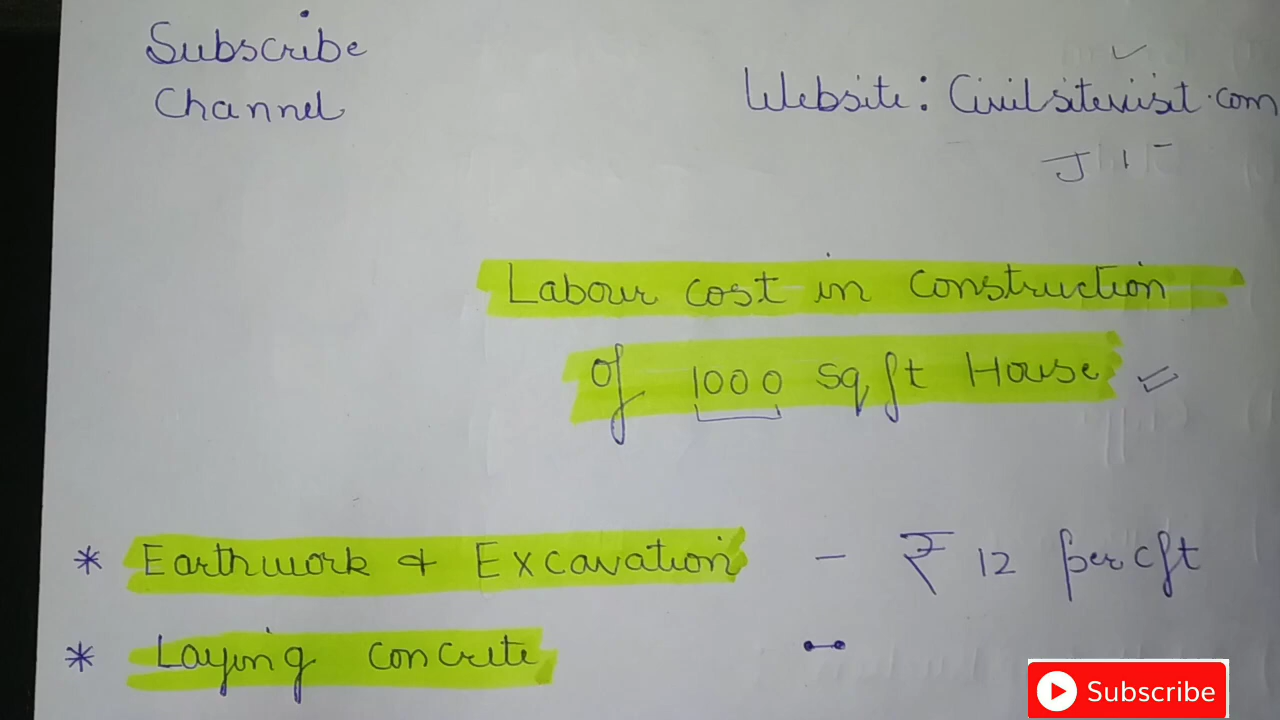 Subscribe
Channel
Website: Civilsitevisit.com
Labour cost in construction
of 1000 sqft House
* Earthwork & Excavation - ₹ 12 per cft
* Laying concrete -
Subscribe